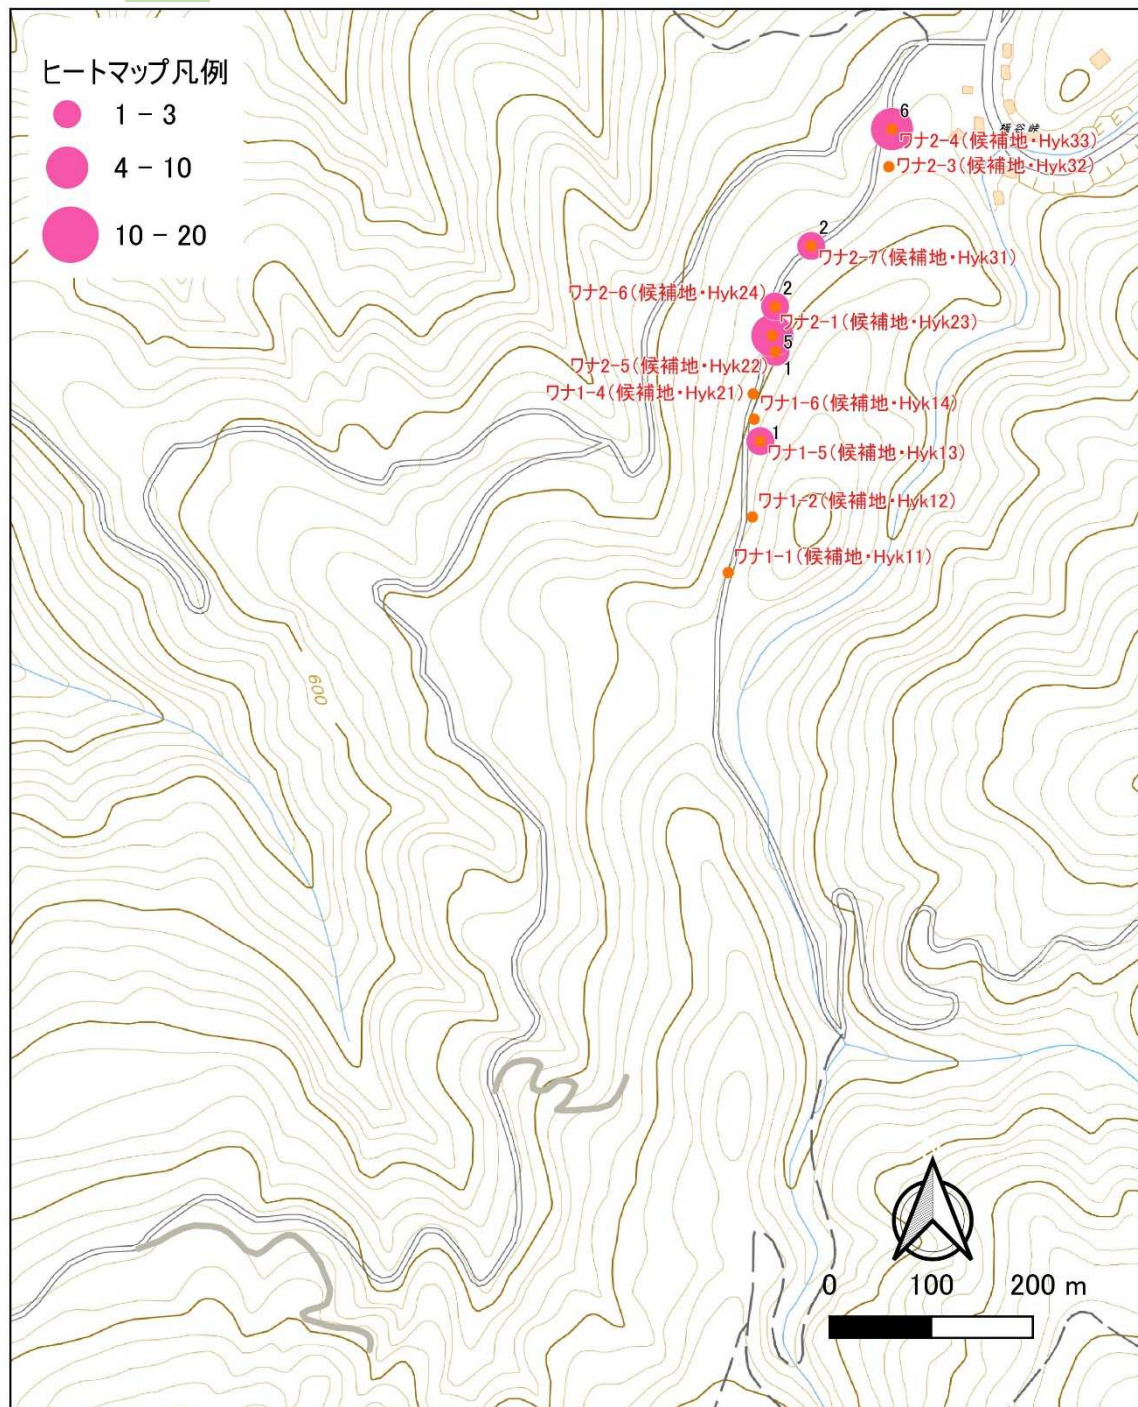 ヒートマップ凡例
1 - 3
4 - 10
10 - 20
6
ワナ2-4(候補地・Hyk33)
ワナ2-3(候補地・Hyk32)
2
ワナ2-7(候補地・Hyk31)
ワナ2-6(候補地・Hyk24)
2
ワナ2-1(候補地・Hyk23)
5
ワナ2-5(候補地・Hyk22)
1
ワナ1-4(候補地・Hyk21)
ワナ1-6(候補地・Hyk14)
1
ワナ1-5(候補地・Hyk13)
ワナ1-2(候補地・Hyk12)
ワナ1-1(候補地・Hyk11)
600
0 100 200 m